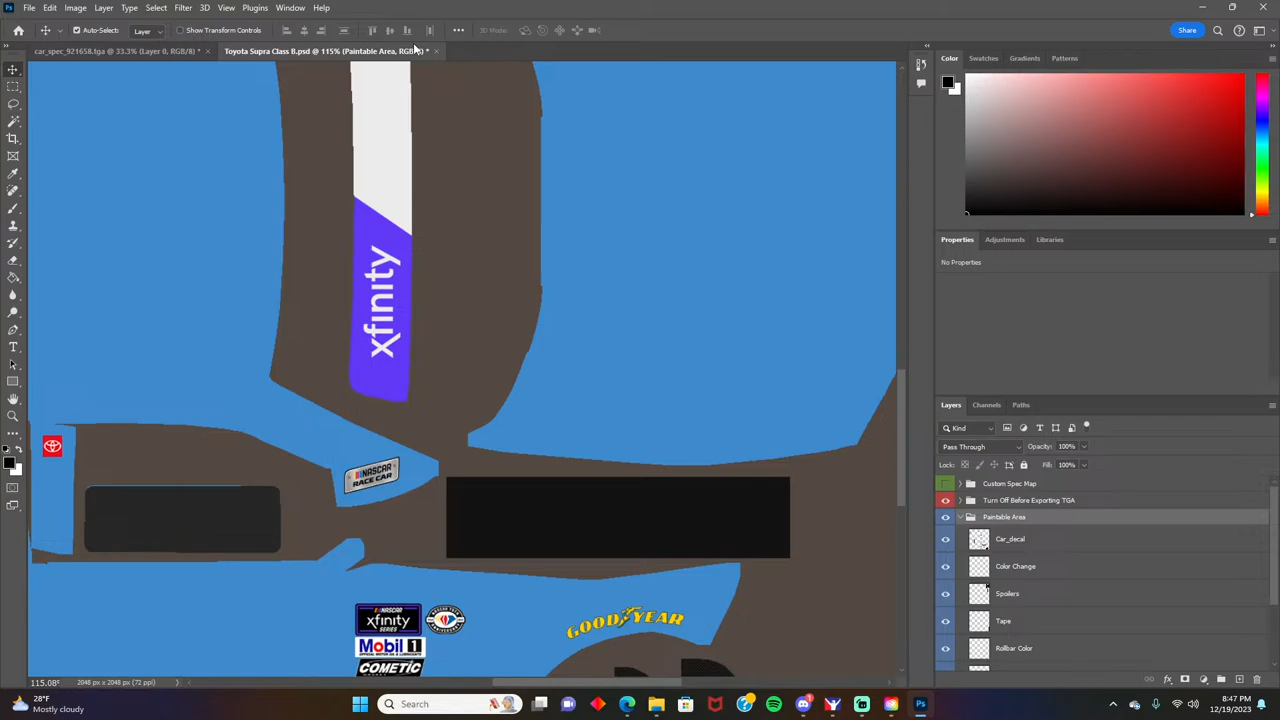 File Edit Image Layer Type Select Filter 3D View Plugins Window Help
Auto-Select: Layer Show Transform Controls 3D Mode: Share
car_spec_921658.tga @ 33.3% (Layer 0, RGB/8) * × Toyota Supra Class B.psd @ 115% (Paintable Area, RGB/8) * ×
Color Swatches Gradients Patterns
xfinity
Properties Adjustments Libraries
No Properties
NASCAR
RACE CAR
NASCAR
xfinity
SERIES
Mobil 1
COMETIC
GOODYEAR
Layers Channels Paths
Kind
Pass Through Opacity: 100%
Lock: Fill: 100%
Custom Spec Map
Turn Off Before Exporting TGA
Paintable Area
Car_decal
Color Change
Spoilers
Tape
Rollbar Color
115.08% 2048 px x 2048 px (72 ppi)
28°F
Mostly cloudy
Search
8:47 PM
12/19/2023